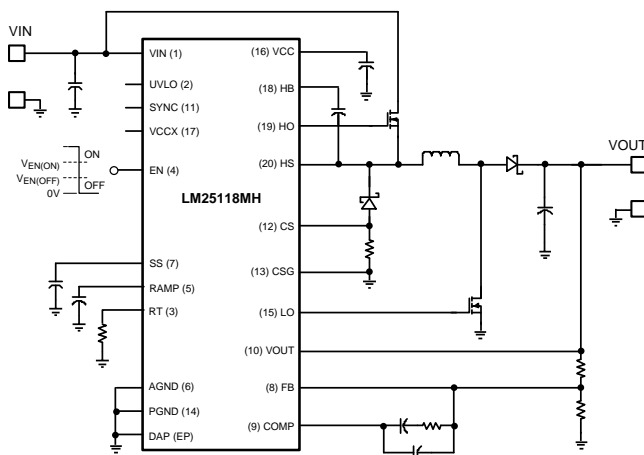 VIN
VIN (1)
UVLO (2)
SYNC (11)
VCCX (17)
EN (4)
ON
VEN(ON)
VEN(OFF)
OFF
0V
LM25118MH
SS (7)
RAMP (5)
RT (3)
AGND (6)
PGND (14)
DAP (EP)
(16) VCC
(18) HB
(19) HO
(20) HS
(12) CS
(13) CSG
(15) LO
(10) VOUT
(8) FB
(9) COMP
VOUT